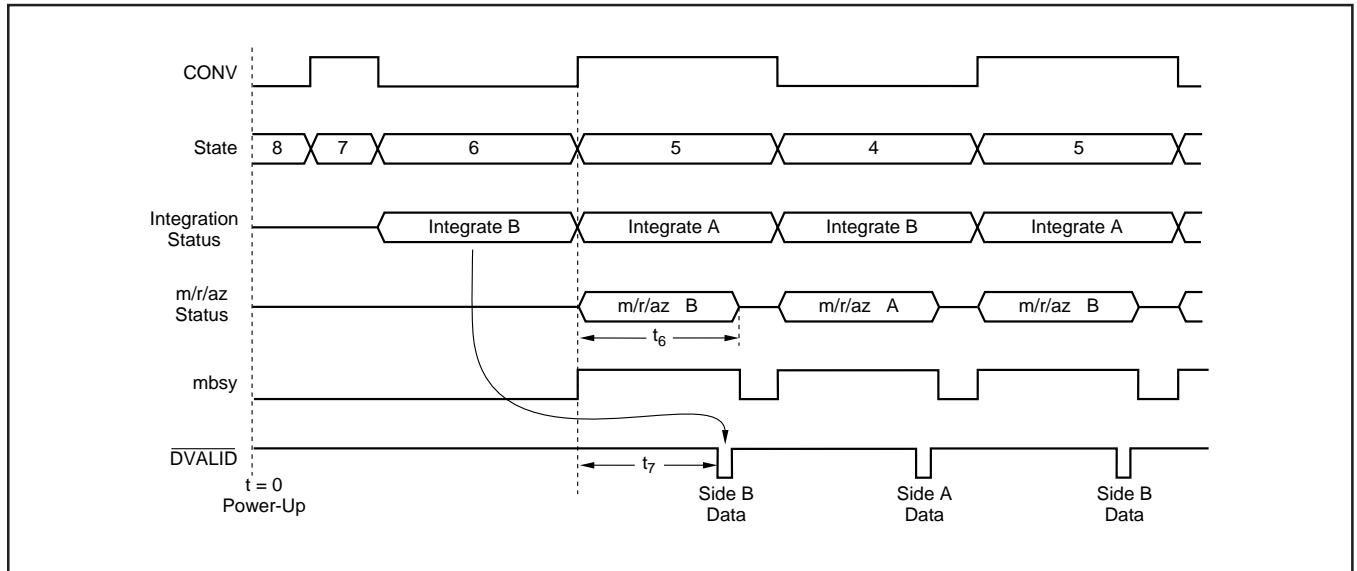 CONV
State
8 7 6 5 4 5
Integration
Status
Integrate B Integrate A Integrate B Integrate A
m/r/az
Status
m/r/az B m/r/az A m/r/az B
t6
mbsy
DVALID
t7
t = 0
Power-Up
Side B
Data
Side A
Data
Side B
Data